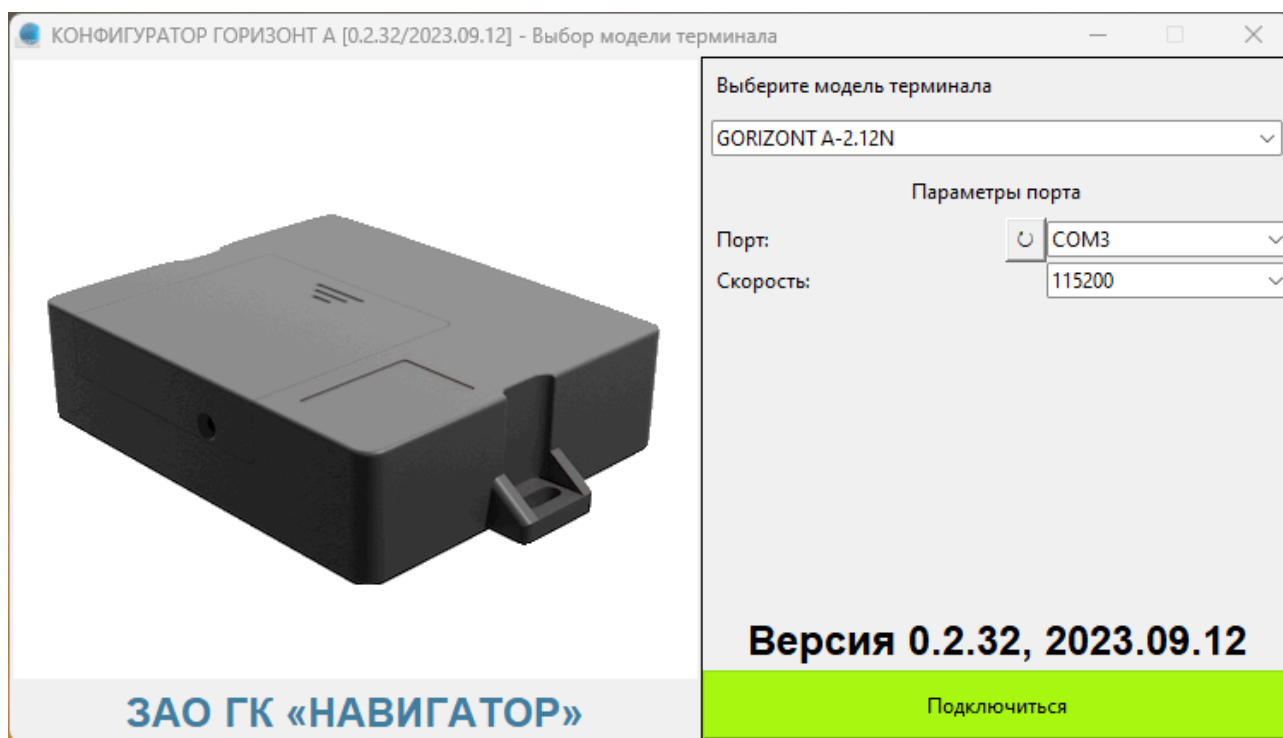 КОНФИГУРАТОР ГОРИЗОНТ А [0.2.32/2023.09.12] - Выбор модели терминала
Выберите модель терминала
GORIZONT A-2.12N
Параметры порта
Порт:
COM3
Скорость:
115200
Версия 0.2.32, 2023.09.12
ЗАО ГК «НАВИГАТОР»
Подключиться